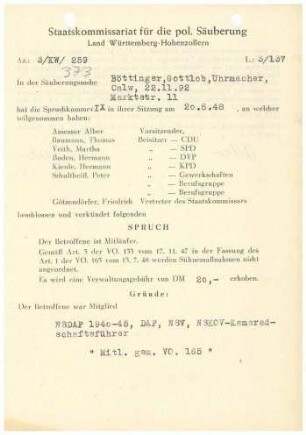 Staatskommissariat für die pol. Säuberung
Land Württemberg-Hohenzollern
Az.: 3/KW/ 259
L: 3/137
373
In der Säuberungssache Böttinger,Gottlob,Uhrmacher,
Calw, 22.11.92
Marktstr. 11
hat die Spruchkammer IX in ihrer Sitzung am 20.8.48, an welcher
teilgenommen haben:
Assessor Alber Vorsitzender,
Baumann, Thomas Beisitzer — CDU
Veith, Martha „ — SPD
Boden, Hermann „ — DVP
Kienle, Hermann „ — KPD
Schultheiß, Peter „ — Gewerkschaften
„ — Berufsgruppe
„ — Berufsgruppe
Götzendörfer, Friedrich Vertreter des Staatskommissars
beschlossen und verkündet folgenden
SPRUCH
Der Betroffene ist Mitläufer.
Gemäß Art. 3 der VO. 133 vom 17. 11. 47 in der Fassung des
Art. 1 der VO. 165 vom 13. 7. 48 werden Sühnemaßnahmen nicht
angeordnet.
Es wird eine Verwaltungsgebühr von DM 20,- erhoben.
Gründe:
Der Betroffene war Mitglied
NSDAP 1940-45, DAF, NSV, NSKOV-Kamerad-
schaftsführer
" Mitl. gem. VO. 165 "